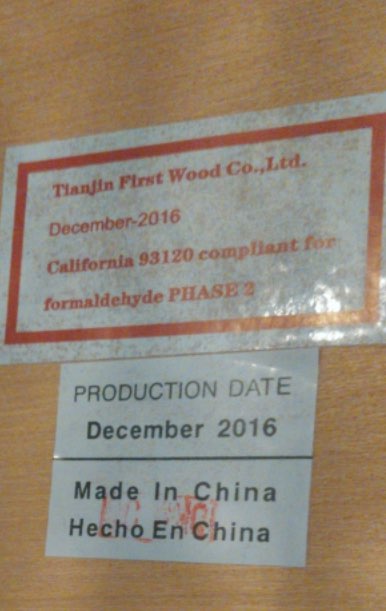 Tianjin First Wood Co.,Ltd.
December-2016
California 93120 compliant for
formaldehyde PHASE 2
PRODUCTION DATE
December 2016
Made In China
Hecho En China